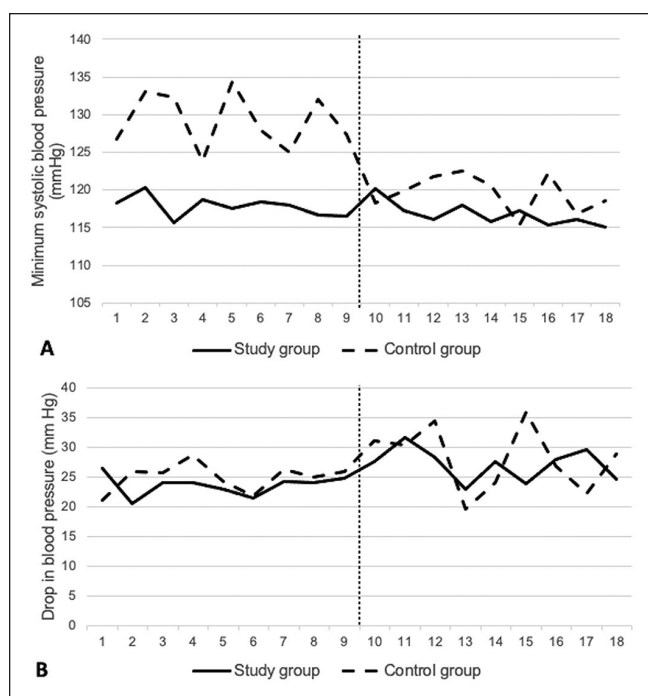 140
135
130
125
120
115
110
105
Minimum systolic blood pressure
(mmHg)
1 2 3 4 5 6 7 8 9 10 11 12 13 14 15 16 17 18
A
Study group Control group
40
35
30
25
20
15
10
5
0
Drop in blood pressure (mm Hg)
1 2 3 4 5 6 7 8 9 10 11 12 13 14 15 16 17 18
B
Study group Control group